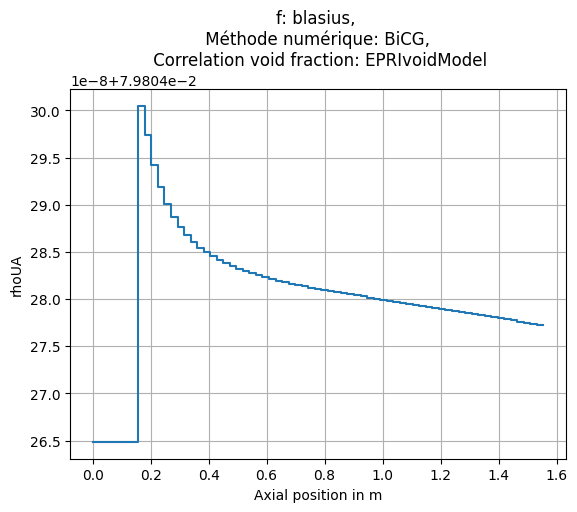 f: blasius,
Méthode numérique: BiCG,
Correlation void fraction: EPRIvoidModel
1e-8+7.9804e-2
30.0
29.5
29.0
28.5
28.0
27.5
27.0
26.5
rhoUA
0.0 0.2 0.4 0.6 0.8 1.0 1.2 1.4 1.6
Axial position in m